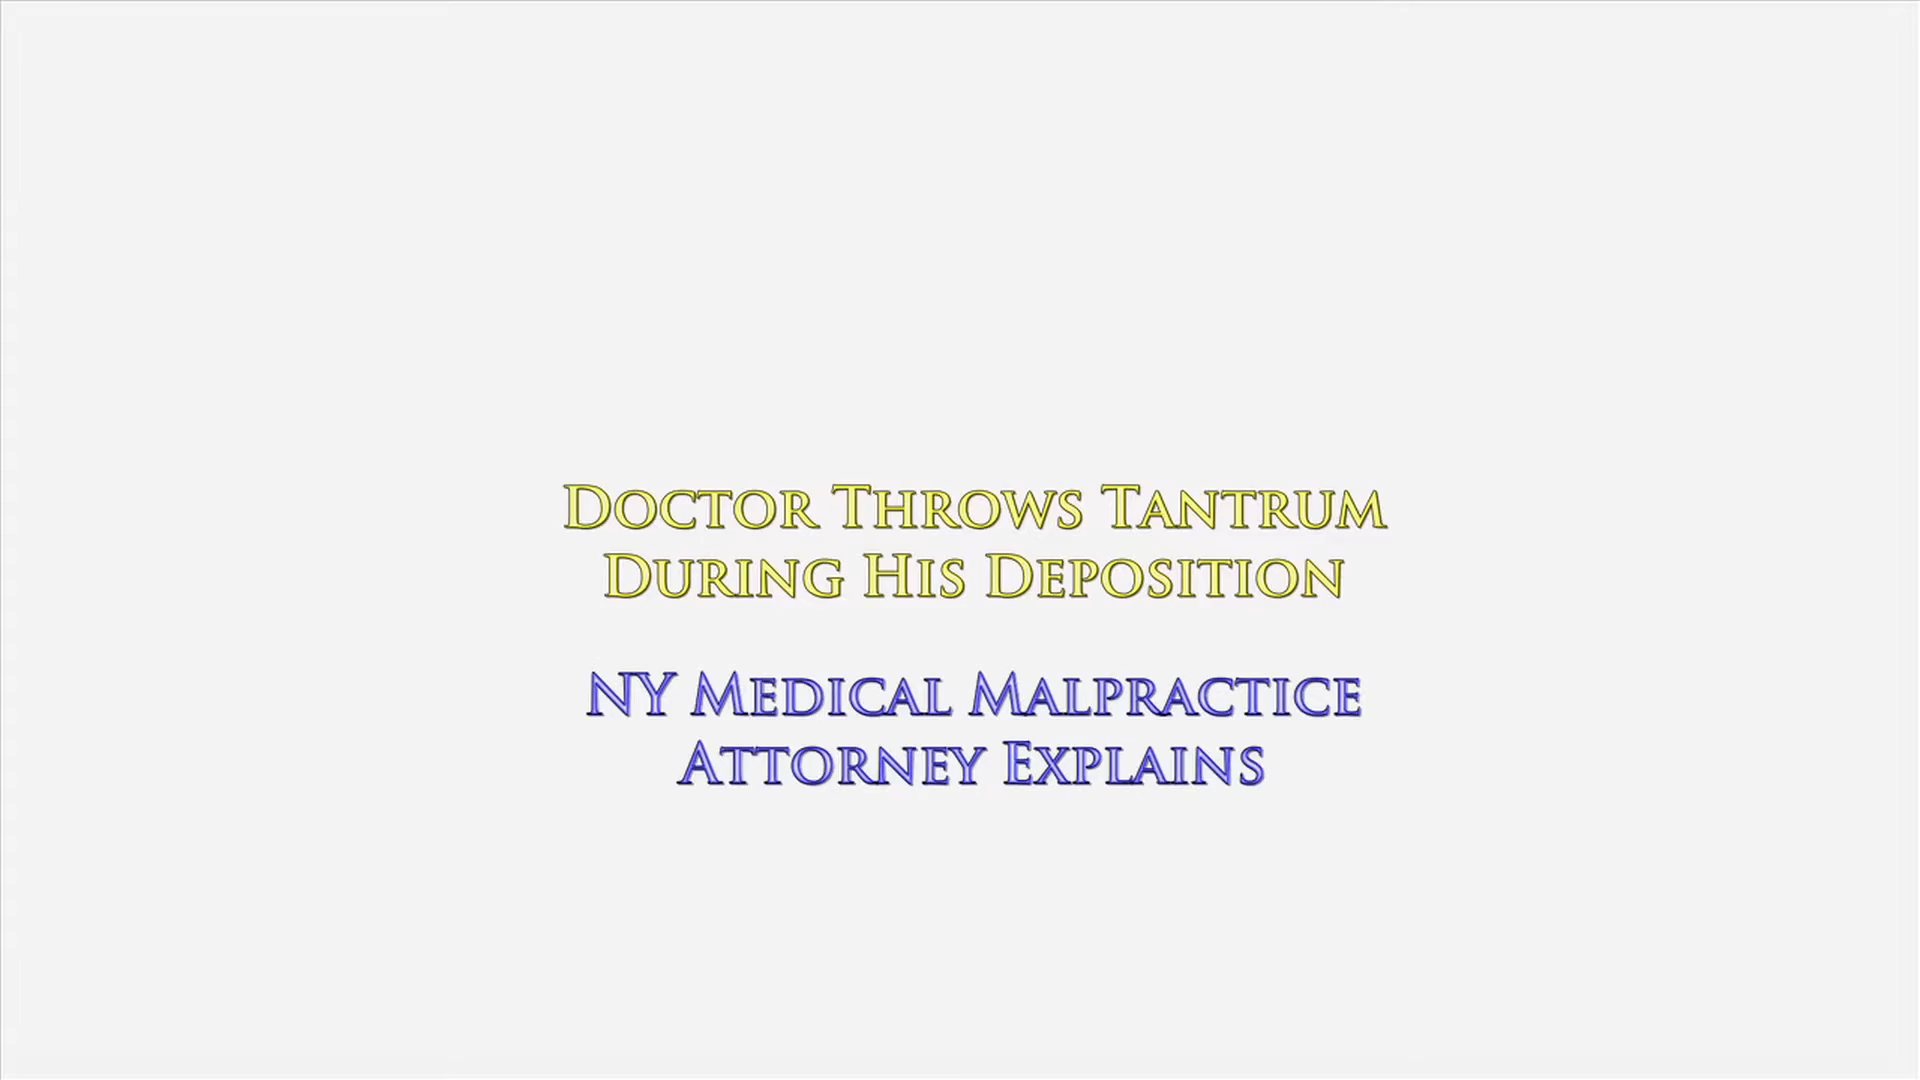 Doctor Throws Tantrum
During His Deposition
NY Medical Malpractice
Attorney Explains